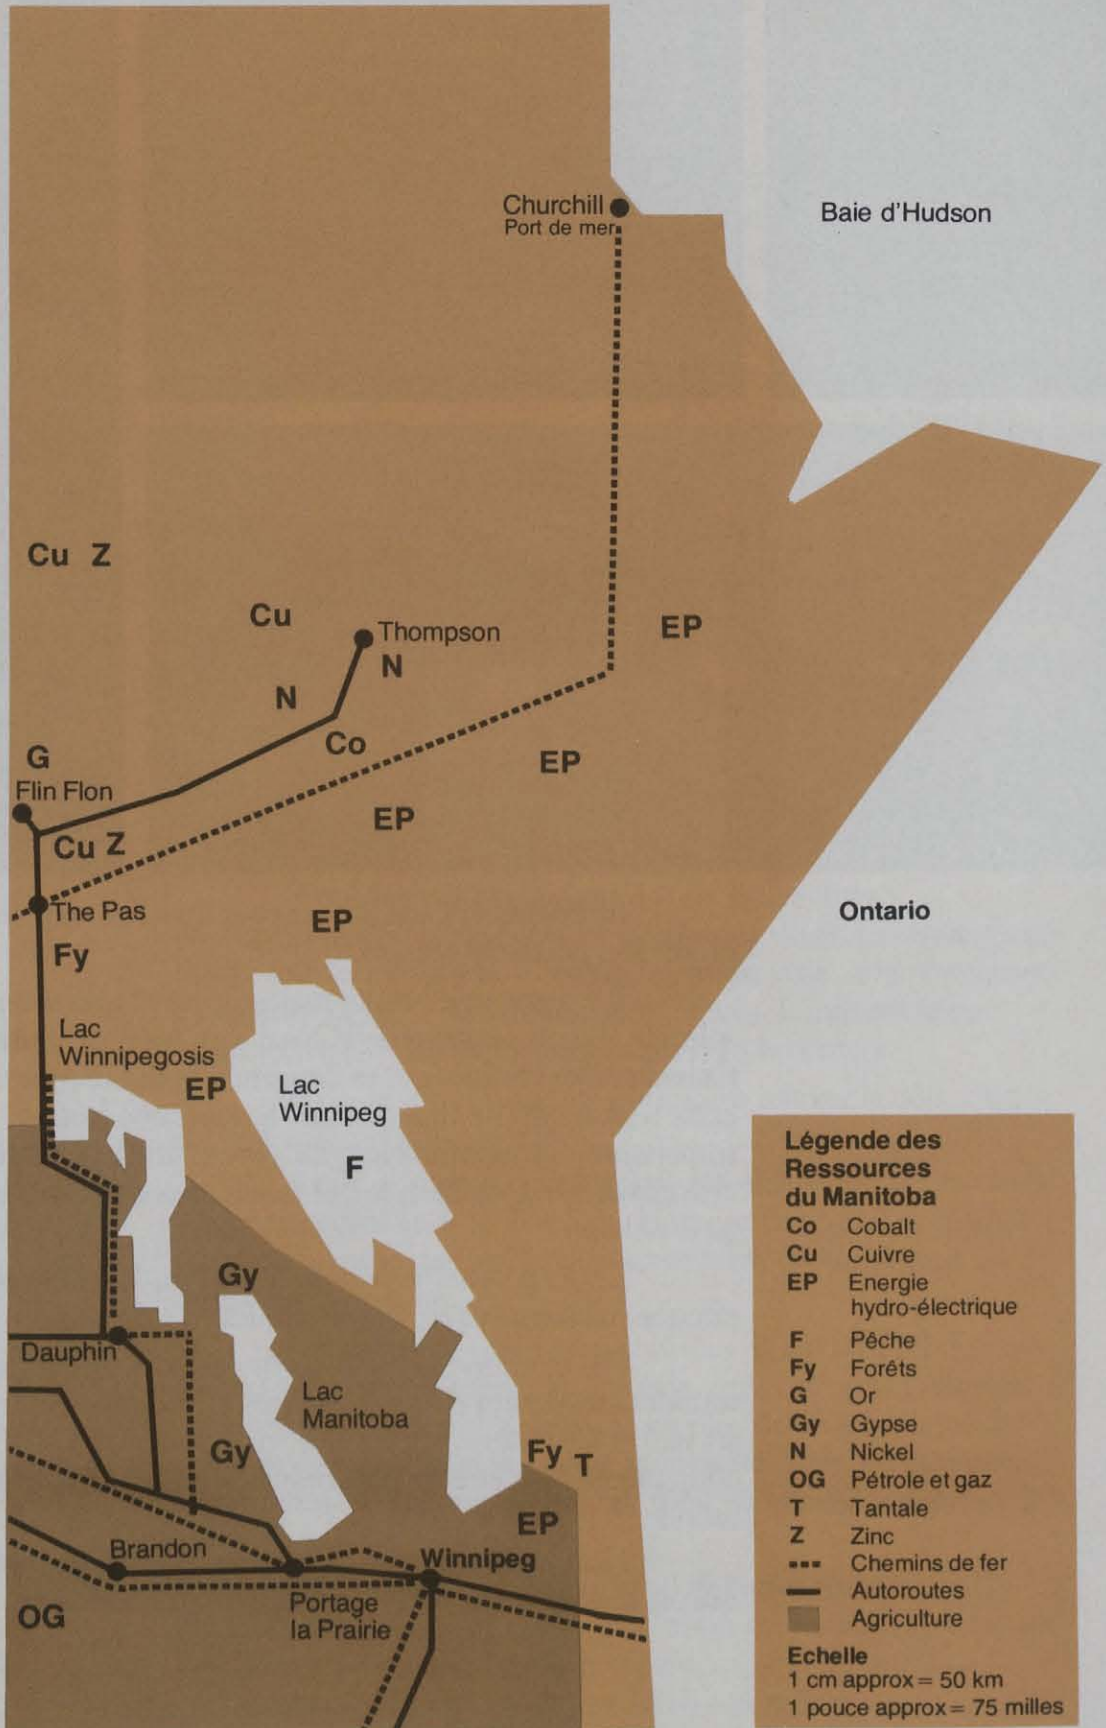 Churchill
Port de mer
Baie d'Hudson
Cu Z
Cu
Thompson
EP
N
N
Co
G
EP
Flin Flon
EP
Cu Z
The Pas
EP
Ontario
Fy
Lac
Winnipegosis
EP
Lac
Winnipeg
F
Gy
Dauphin
Lac
Manitoba
Gy
Fy T
EP
Brandon
Winnipeg
Portage
la Prairie
OG
Légende des
Ressources
du Manitoba
Co Cobalt
Cu Cuivre
EP Energie
hydro-électrique
F Pêche
Fy Forêts
G Or
Gy Gypse
N Nickel
OG Pétrole et gaz
T Tantale
Z Zinc
Chemins de fer
Autoroutes
Agriculture
Echelle
1 cm approx = 50 km
1 pouce approx = 75 milles